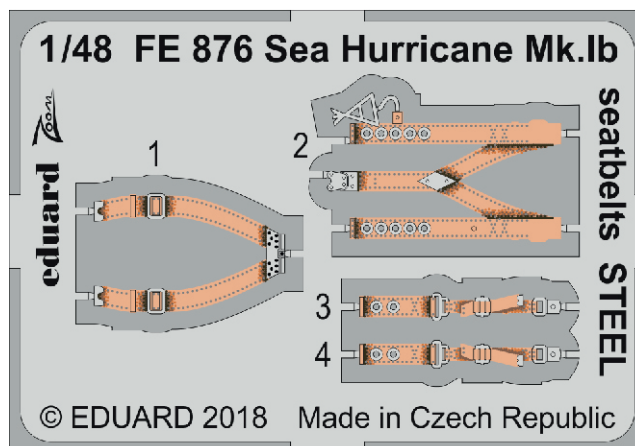 1/48 FE 876 Sea Hurricane Mk.Ib
eduard Zoom
1
2
3
4
seatbelts STEEL
© EDUARD 2018 Made in Czech Republic